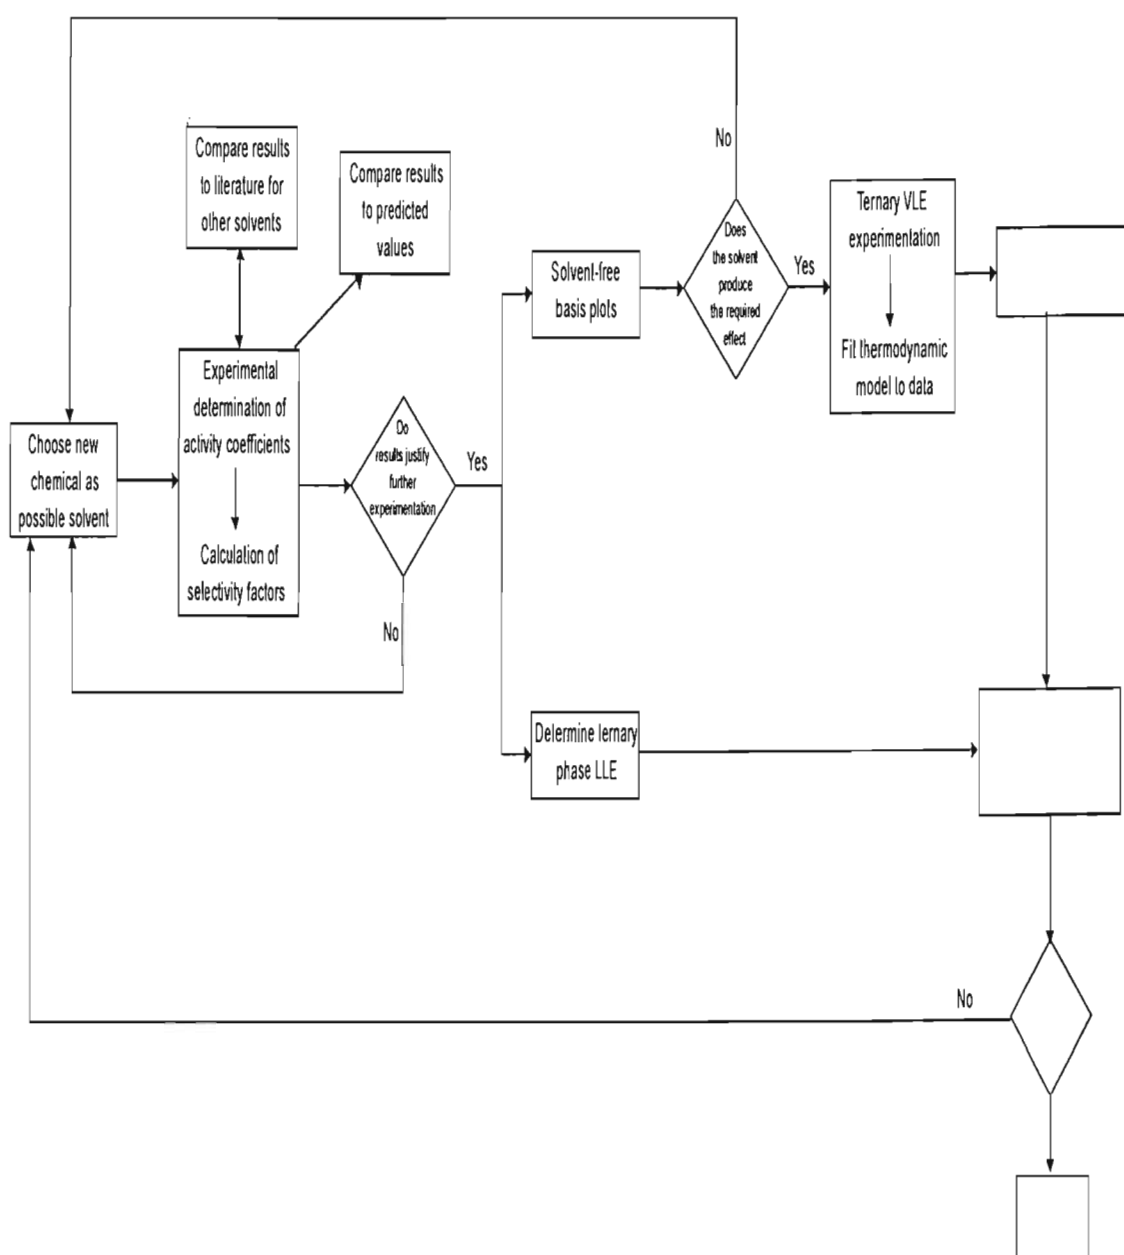 No
Compare results
to literature for
other solvents
Compare results
to predicted
values
Does
the solvent
produce
the required
effect
Yes
Ternary VLE
experimentation
Fit thermodynamic
model to data
Solvent-free
basis plots
Choose new
chemical as
possible solvent
Experimental
determination of
activity coefficients
Calculation of
selectivity factors
Do
results justify
further
experimentation
Yes
No
Determine ternary
phase LLE
No